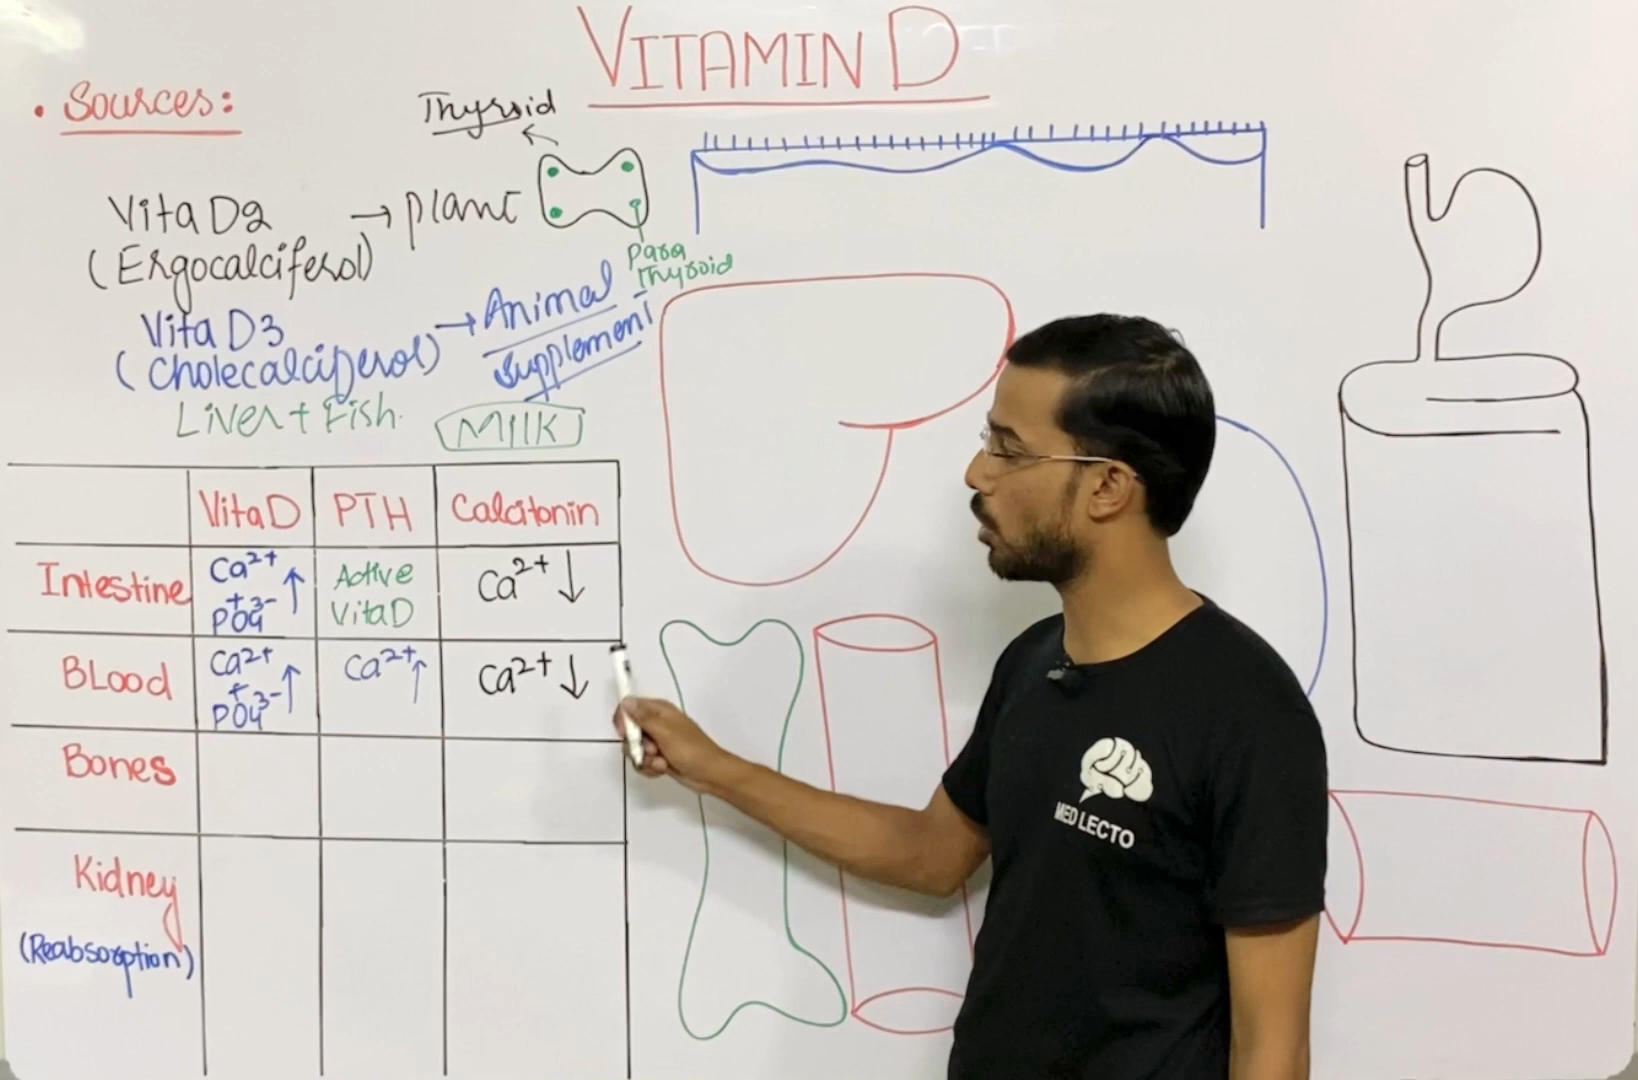 VITAMIN D
• Sources:
Thyroid
Vita D2 → plant
(Ergocalciferol)
Para
Thyroid
Vita D3 → Animal
(Cholecalciferol) Supplement
Liver + Fish. Milk
Vita D PTH Calcitonin
Intestine Ca²⁺ + PO₄³⁻ ↑ Active Vita D Ca²⁺ ↓
Blood Ca²⁺ + PO₄³⁻ ↑ Ca²⁺ ↑ Ca²⁺ ↓
Bones
Kidney
(Reabsorption)
MED LECTO